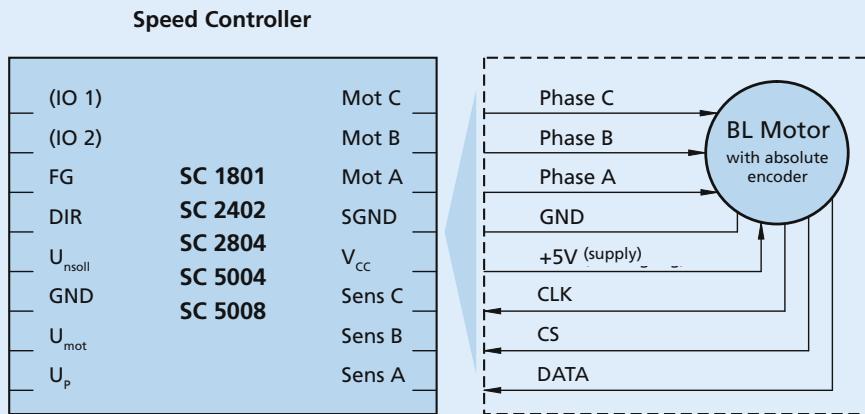 Speed Controller
(IO 1)
(IO 2)
FG
DIR
Unsoll
GND
Umot
UP
SC 1801
SC 2402
SC 2804
SC 5004
SC 5008
Mot C
Mot B
Mot A
SGND
VCC
Sens C
Sens B
Sens A
Phase C
Phase B
Phase A
GND
+5V (supply)
CLK
CS
DATA
BL Motor
with absolute
encoder